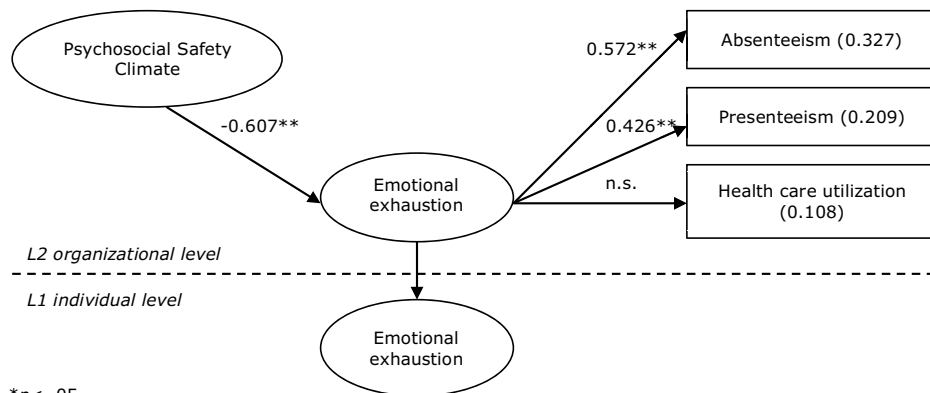 Psychosocial Safety
Climate
-0.607**
0.572**
0.426**
n.s.
Absenteeism (0.327)
Presenteeism (0.209)
Health care utilization
(0.108)
Emotional
exhaustion
L2 organizational level
L1 individual level
Emotional
exhaustion
*p< .05